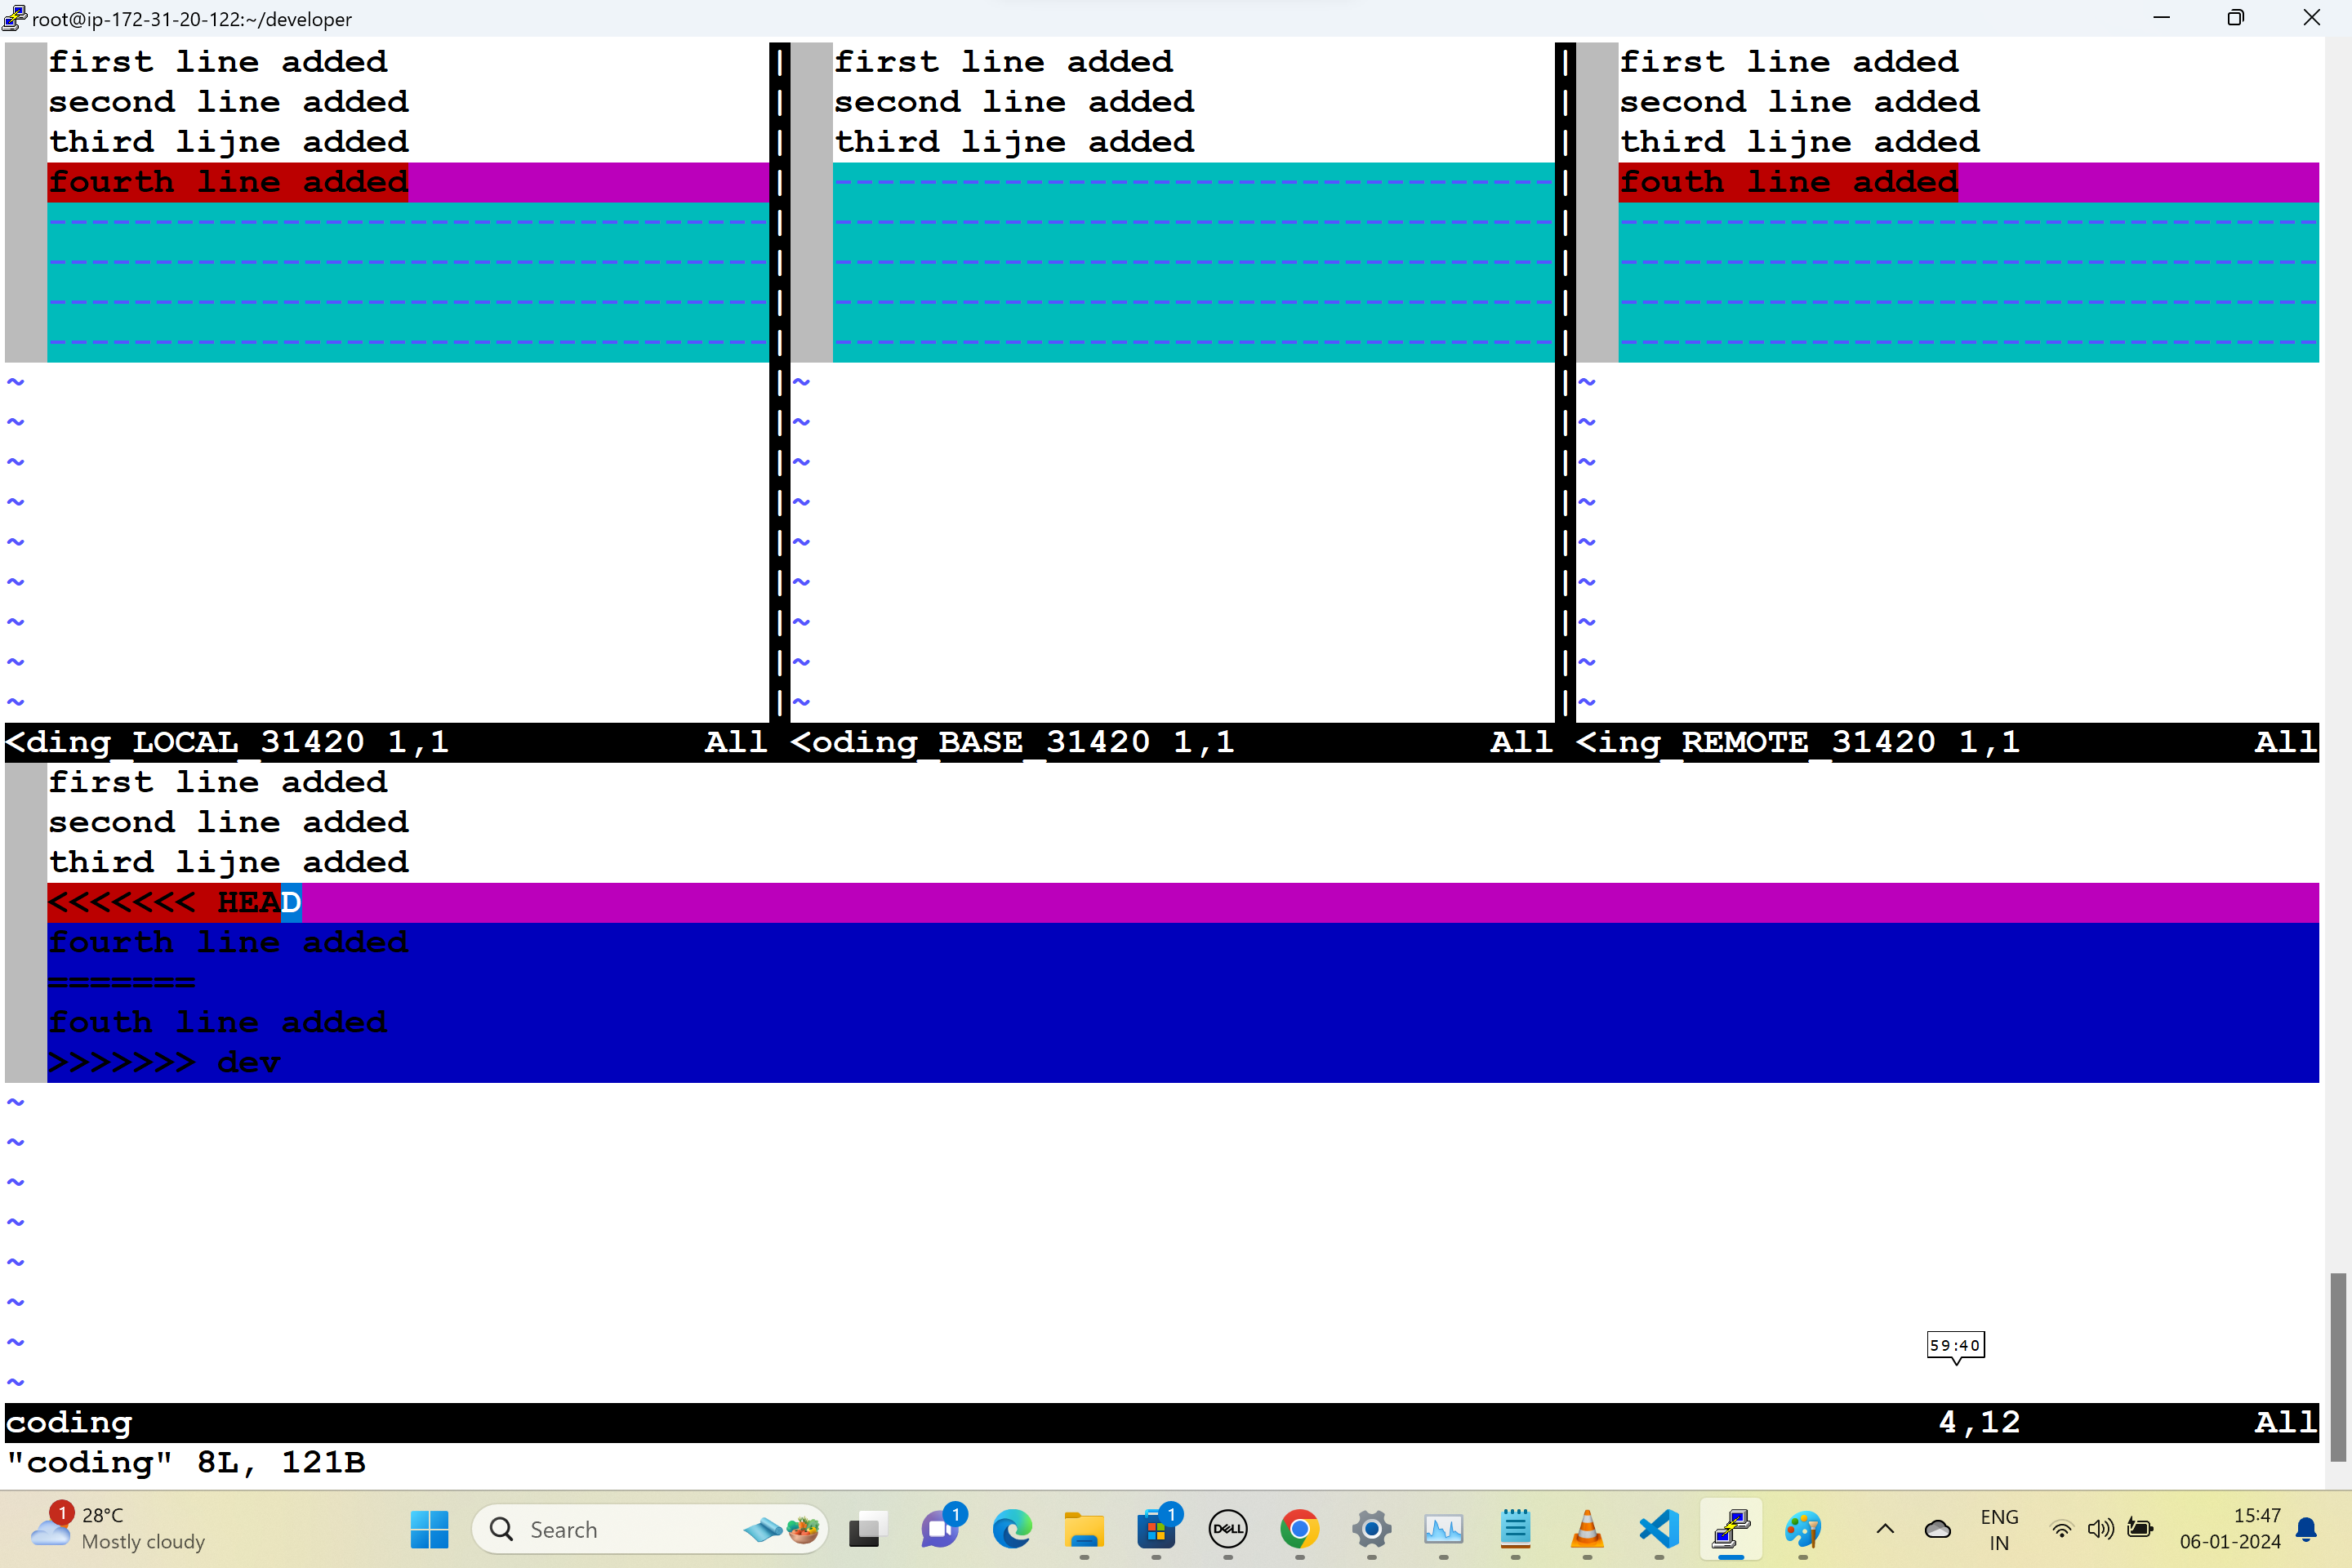 root@ip-172-31-20-122:~/developer
first line added
second line added
third lijne added
fourth line added
~
~
~
~
~
~
~
~
~
<ding_LOCAL_31420 1,1 All
first line added
second line added
third lijne added
~
~
~
~
~
~
~
~
~
<oding_BASE_31420 1,1 All
first line added
second line added
third lijne added
fouth line added
~
~
~
~
~
~
~
~
~
<ing_REMOTE_31420 1,1 All
first line added
second line added
third lijne added
<<<<<<< HEAD
fourth line added
=======
fouth line added
>>>>>>> dev
~
~
~
~
~
~
~
~
59:40
coding 4,12 All
"coding" 8L, 121B
1
28°C
Mostly cloudy
Search
1
1
DELL
ENG
IN
15:47
06-01-2024